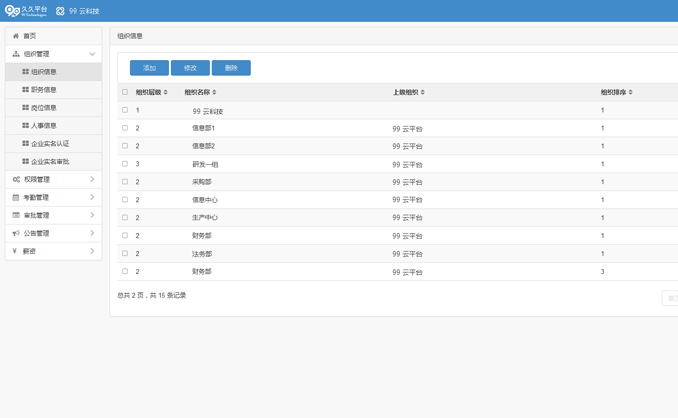 久久平台 99 云科技
首页
组织管理
组织信息
职务信息
岗位信息
人事信息
企业实名认证
企业实名审批
权限管理
考勤管理
审批管理
公告管理
¥ 薪资
组织信息
添加 修改 删除
组织层级 组织名称 上级组织 组织排序
1 99 云科技 1
2 信息部1 99 云平台 1
2 信息部2 99 云平台 1
3 研发一组 99 云平台 1
2 采购部 99 云平台 1
2 信息中心 99 云平台 1
2 生产中心 99 云平台 1
2 财务部 99 云平台 1
2 法务部 99 云平台 1
2 财务部 99 云平台 3
总共 2 页，共 15 条记录